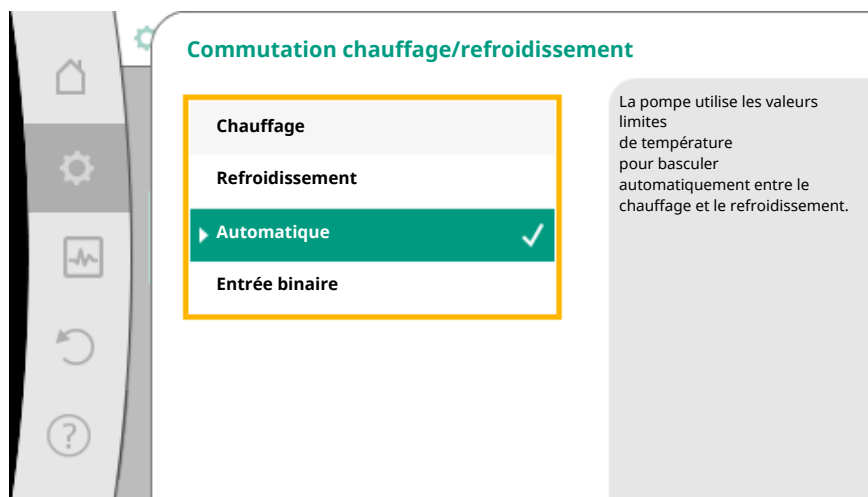 Commutation chauffage/refroidissement
Chauffage
Refroidissement
Automatique
Entrée binaire
La pompe utilise les valeurs
limites
de température
pour basculer
automatiquement entre le
chauffage et le refroidissement.
?